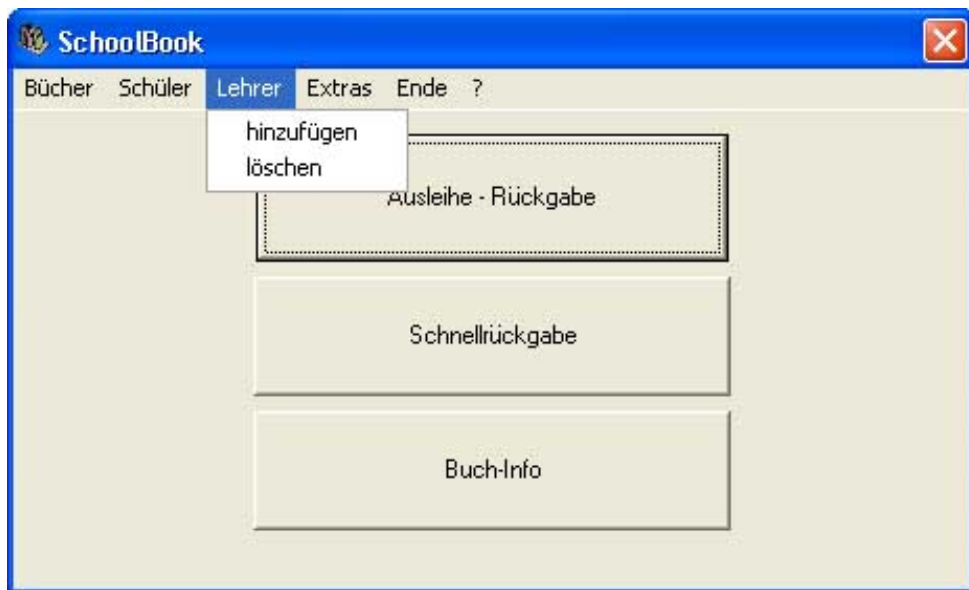 SchoolBook
Bücher Schüler Lehrer Extras Ende ?
hinzufügen
löschen
Ausleihe - Rückgabe
Schnellrückgabe
Buch-Info